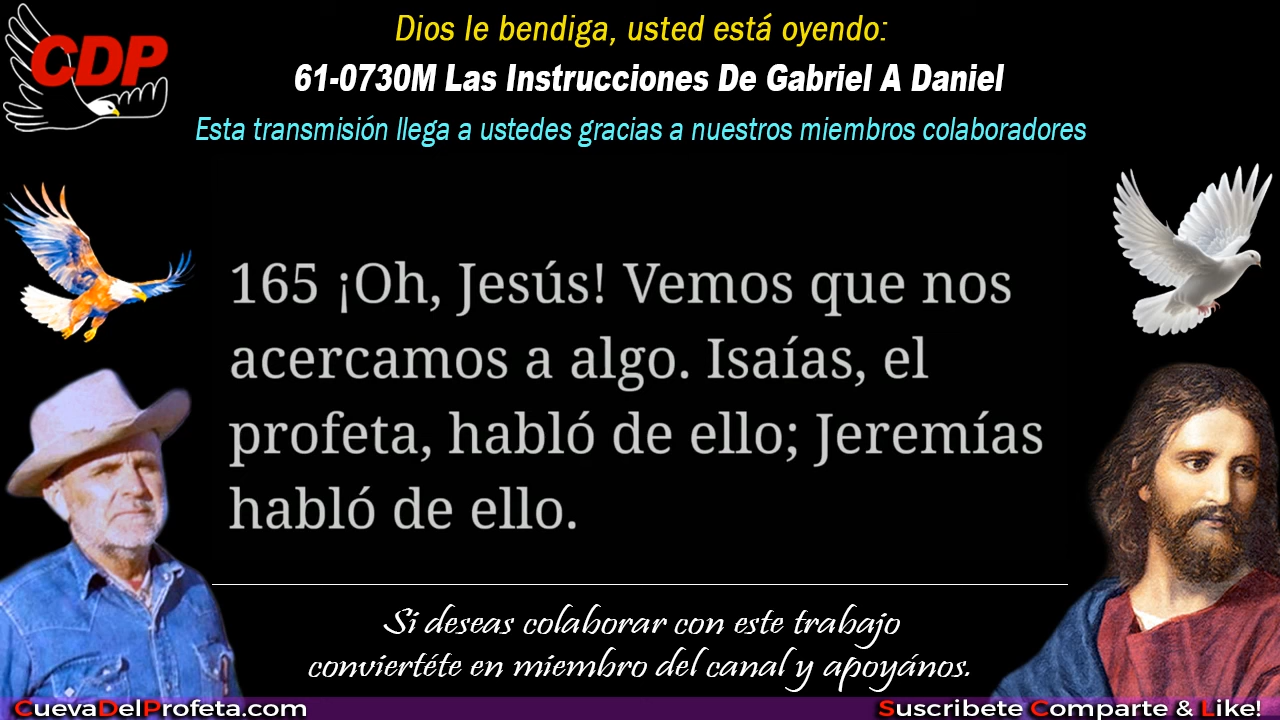 CDP
Dios le bendiga, usted está oyendo:
61-0730M Las Instrucciones De Gabriel A Daniel
Esta transmisión llega a ustedes gracias a nuestros miembros colaboradores
165 ¡Oh, Jesús! Vemos que nos
acercamos a algo. Isaías, el
profeta, habló de ello; Jeremías
habló de ello.
Si deseas colaborar con este trabajo
conviertéte en miembro del canal y apoyános.
CuevaDelProfeta.com
Suscribete Comparte & Like!